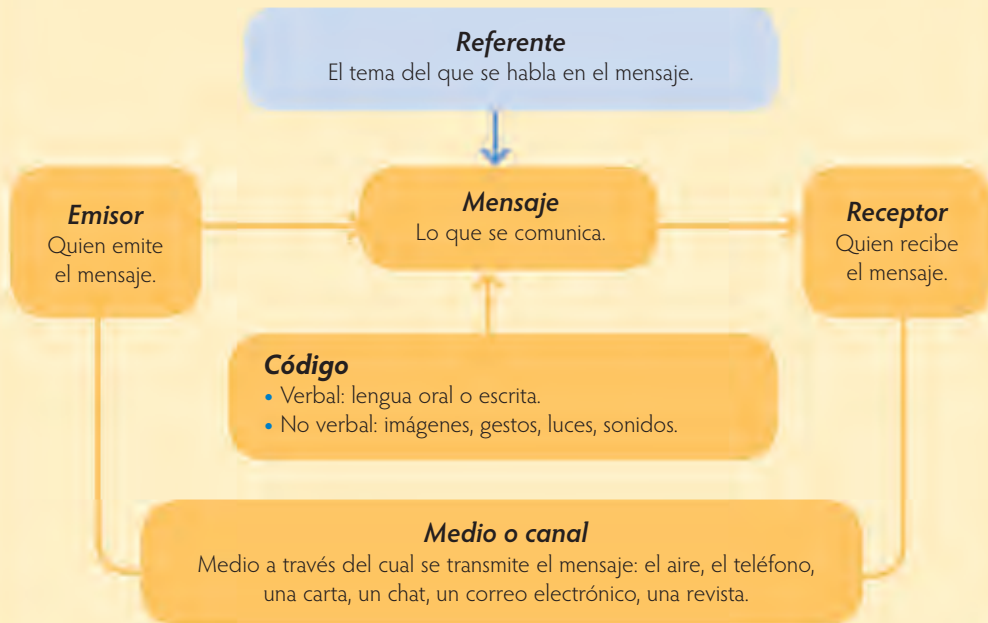 Referente
El tema del que se habla en el mensaje.
Emisor
Quien emite
el mensaje.
Mensaje
Lo que se comunica.
Receptor
Quien recibe
el mensaje.
Código
• Verbal: lengua oral o escrita.
• No verbal: imágenes, gestos, luces, sonidos.
Medio o canal
Medio a través del cual se transmite el mensaje: el aire, el teléfono,
una carta, un chat, un correo electrónico, una revista.